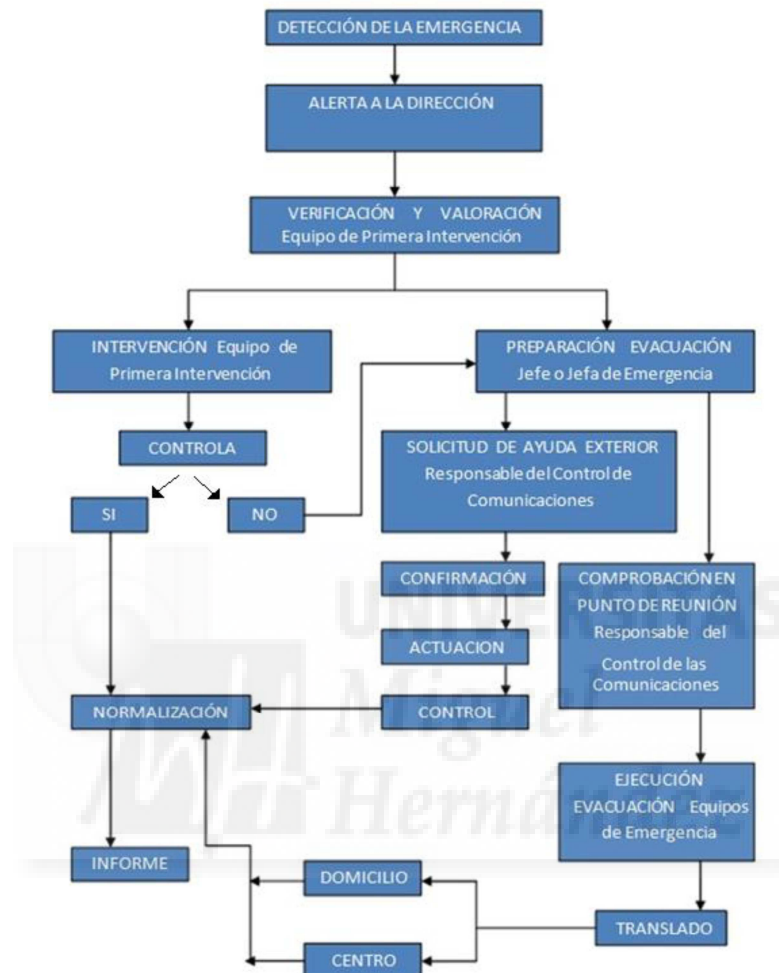 DETECCIÓN DE LA EMERGENCIA
ALERTA A LA DIRECCIÓN
VERIFICACIÓN Y VALORACIÓN
Equipo de Primera Intervención
INTERVENCIÓN Equipo de
Primera Intervención
PREPARACIÓN EVACUACIÓN
Jefe o Jefa de Emergencia
CONTROLA
SI
NO
SOLICITUD DE AYUDA EXTERIOR
Responsable del Control de
Comunicaciones
CONFIRMACIÓN
ACTUACION
CONTROL
COMPROBACIÓN EN
PUNTO DE REUNIÓN
Responsable del
Control de las
Comunicaciones
NORMALIZACIÓN
EJECUCIÓN
EVACUACIÓN Equipos
de Emergencia
INFORME
DOMICILIO
CENTRO
TRANSLADO
UNIVERSITAS
Miguel
Hernández